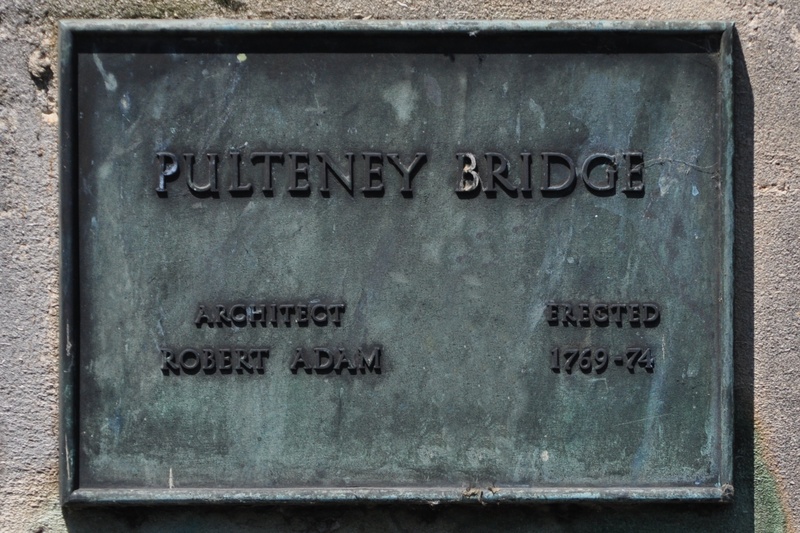 PULTENEY BRIDGE
ARCHITECT
ROBERT ADAM
ERECTED
1769-74